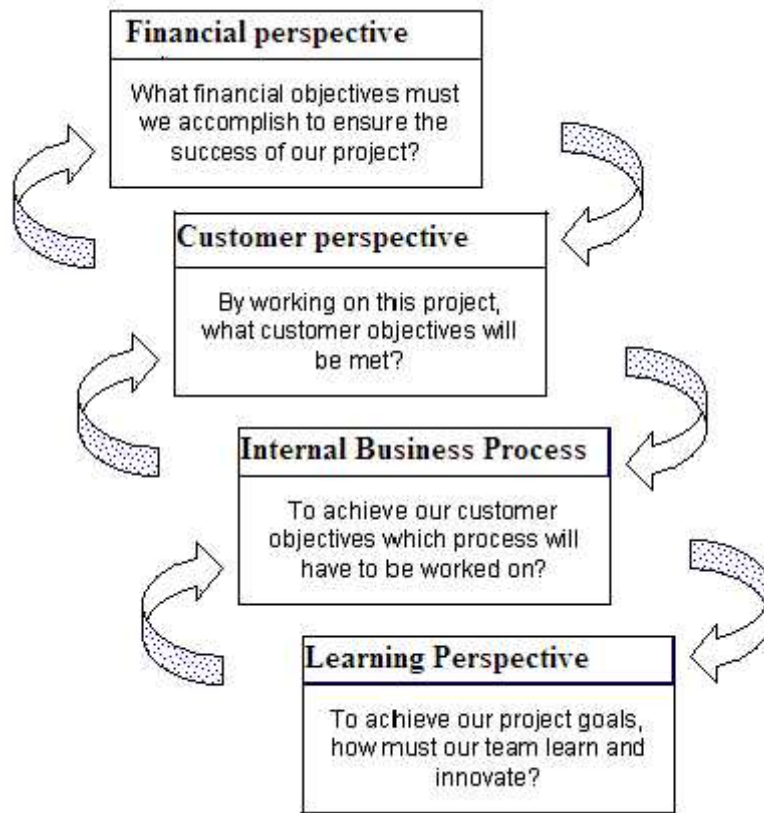 Financial perspective
What financial objectives must
we accomplish to ensure the
success of our project?
Customer perspective
By working on this project,
what customer objectives will
be met?
Internal Business Process
To achieve our customer
objectives which process will
have to be worked on?
Learning Perspective
To achieve our project goals,
how must our team learn and
innovate?